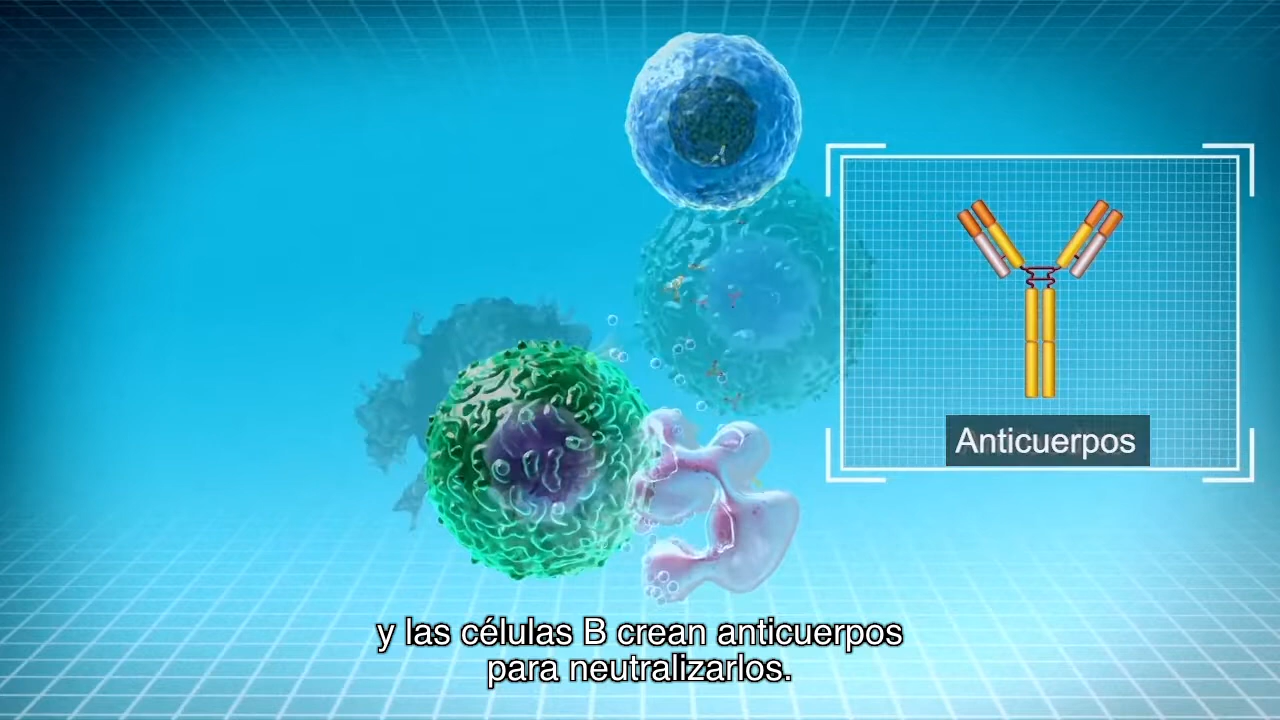 Anticuerpos
y las células B crean anticuerpos
para neutralizarlos.